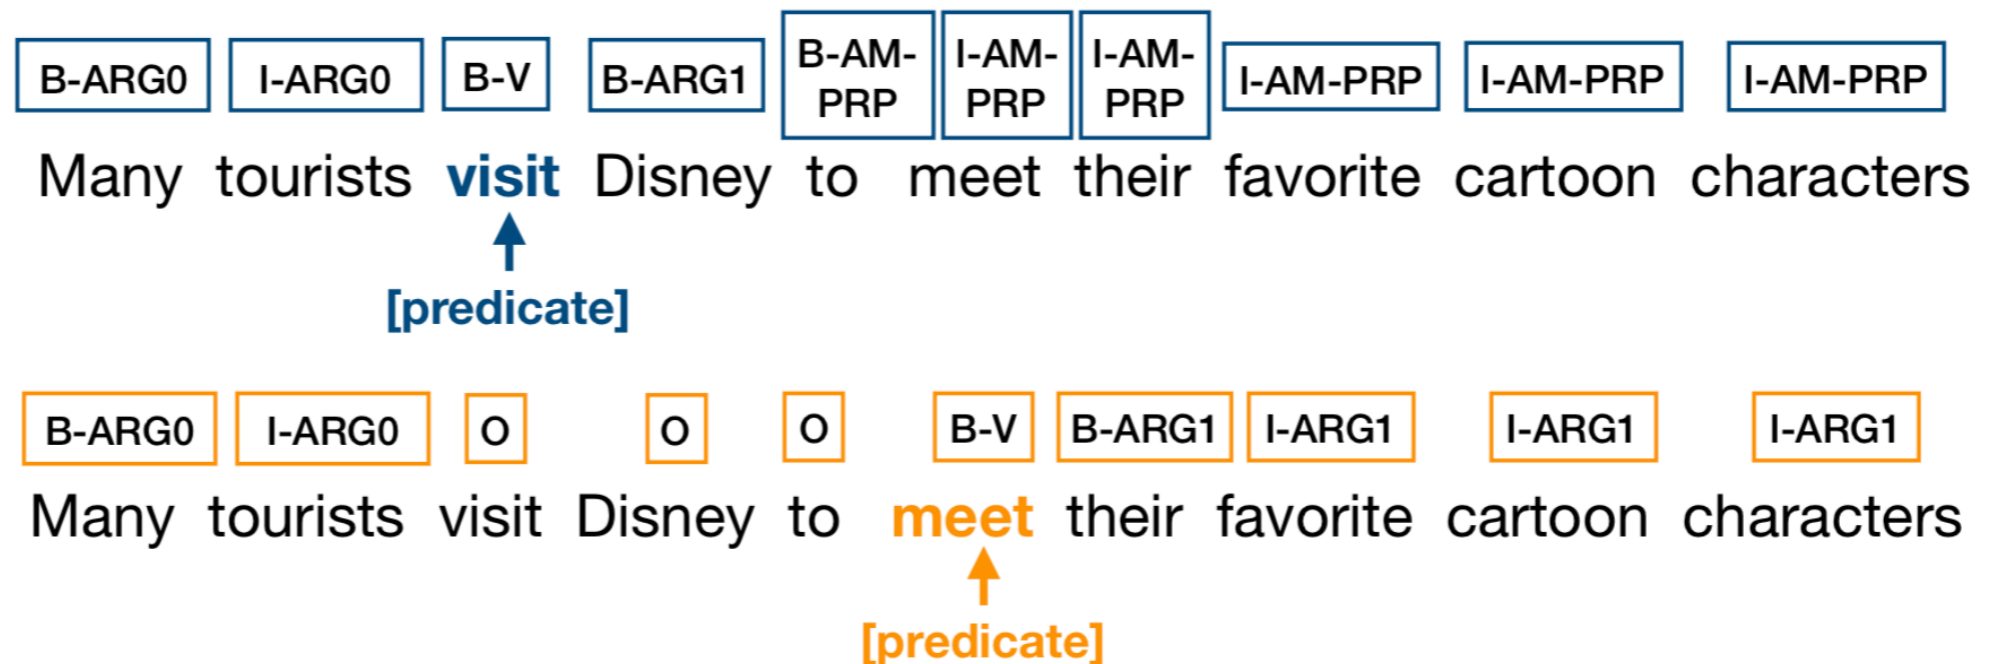 B-ARG0 I-ARG0 B-V B-ARG1 B-AM-PRP I-AM-PRP I-AM-PRP I-AM-PRP I-AM-PRP I-AM-PRP
Many tourists visit Disney to meet their favorite cartoon characters
[predicate]
B-ARG0 I-ARG0 O O O B-V B-ARG1 I-ARG1 I-ARG1 I-ARG1
Many tourists visit Disney to meet their favorite cartoon characters
[predicate]